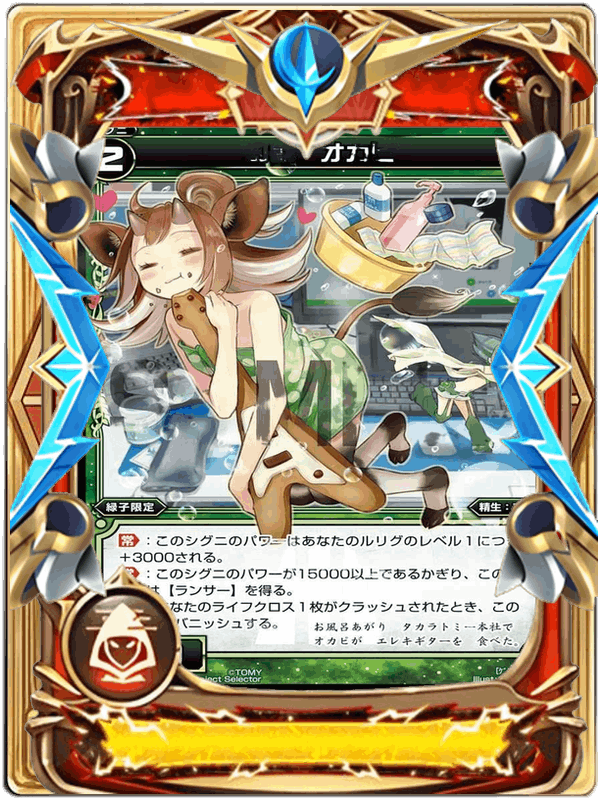 2
オカピ
M
緑子限定
精生:
常:このシグニのパワーはあなたのルリグのレベル1につ
+3000される。
:このシグニのパワーが15000以上であるかぎり、この
は【ランサー】を得る。
なたのライフクロス1枚がクラッシュされたとき、この
バニッシュする。
お風呂あがり タカラトミー本社で
オカピが エレキギターを 食べた。
©TOMY
ject Selector
Illust